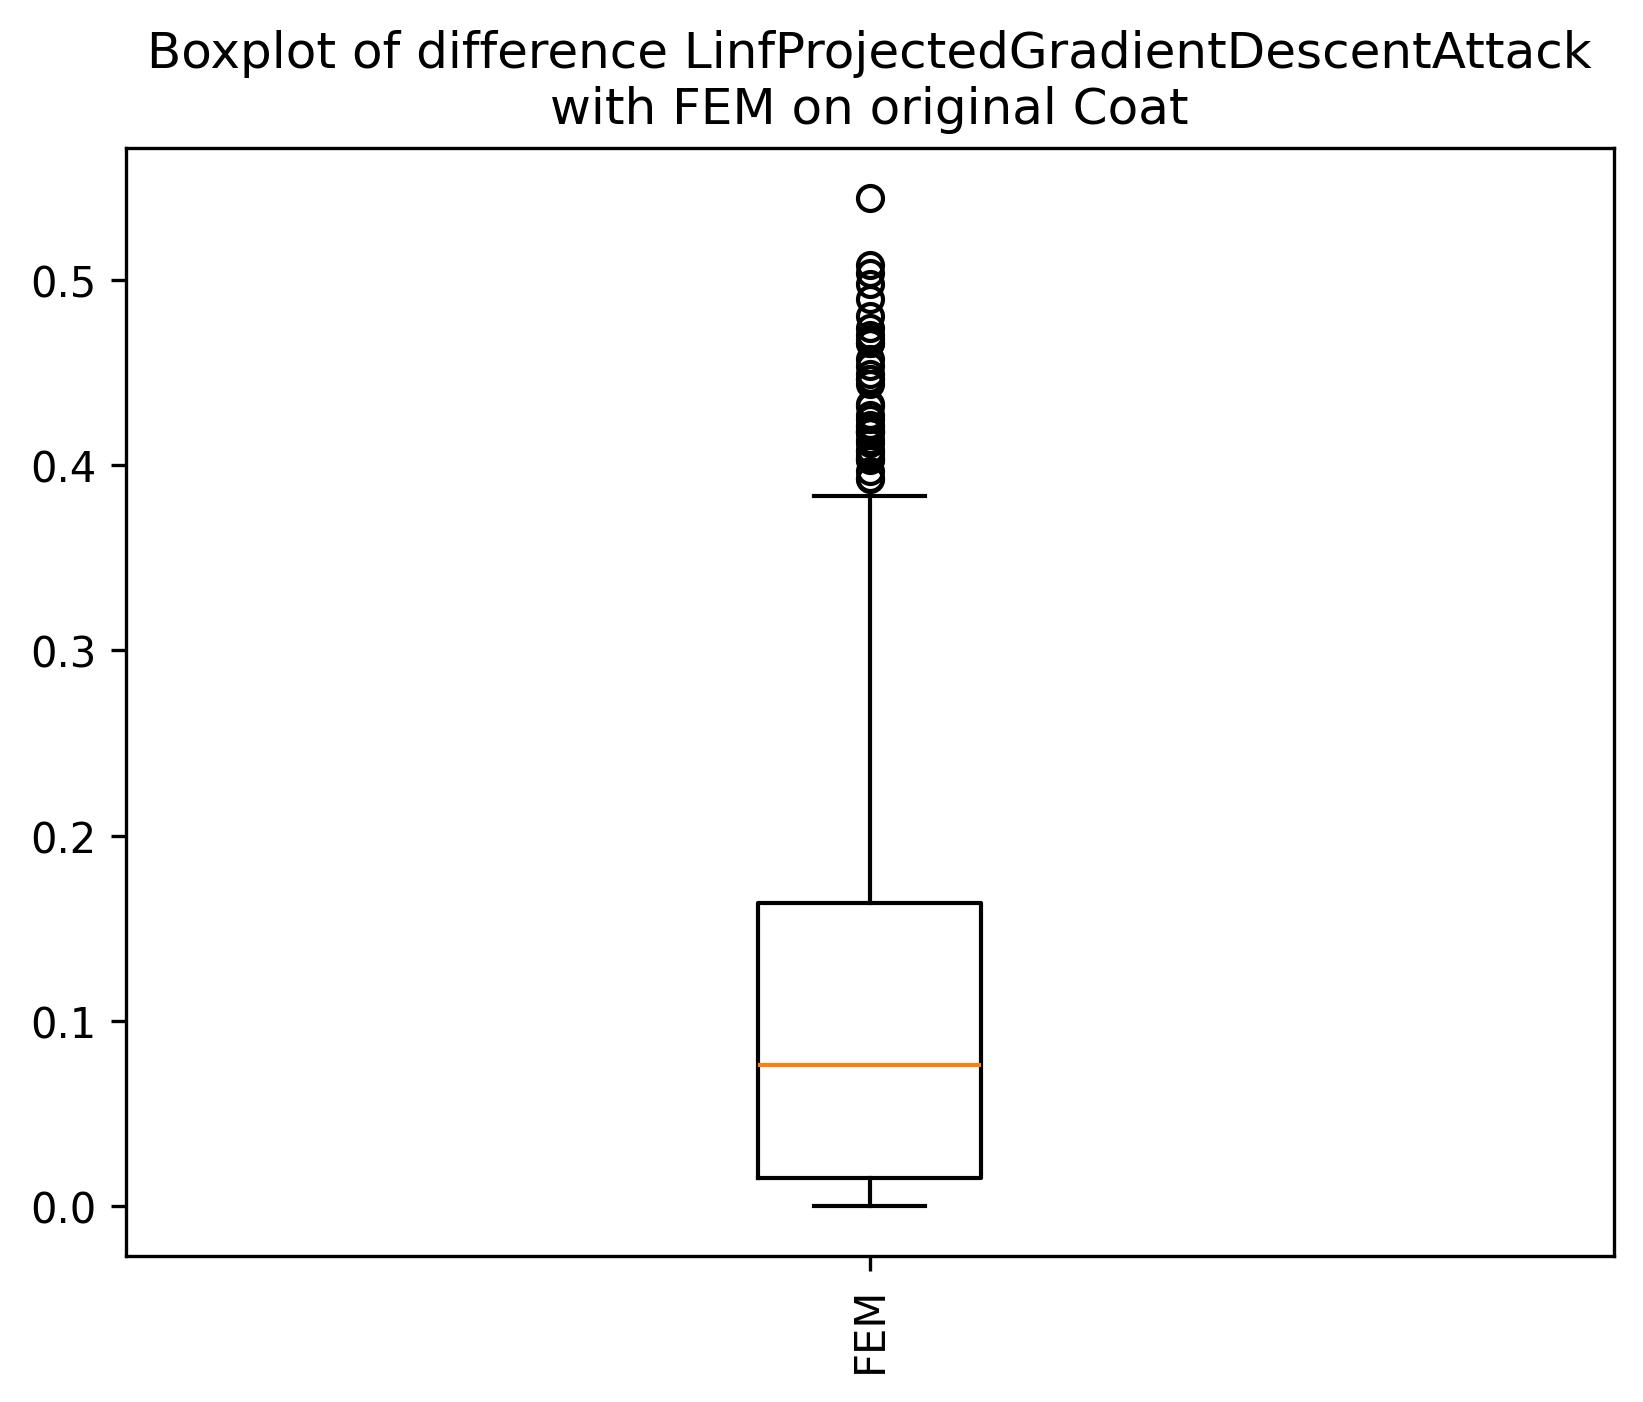 Boxplot of difference LinfProjectedGradientDescentAttack
with FEM on original Coat
0.5
0.4
0.3
0.2
0.1
0.0
FEM